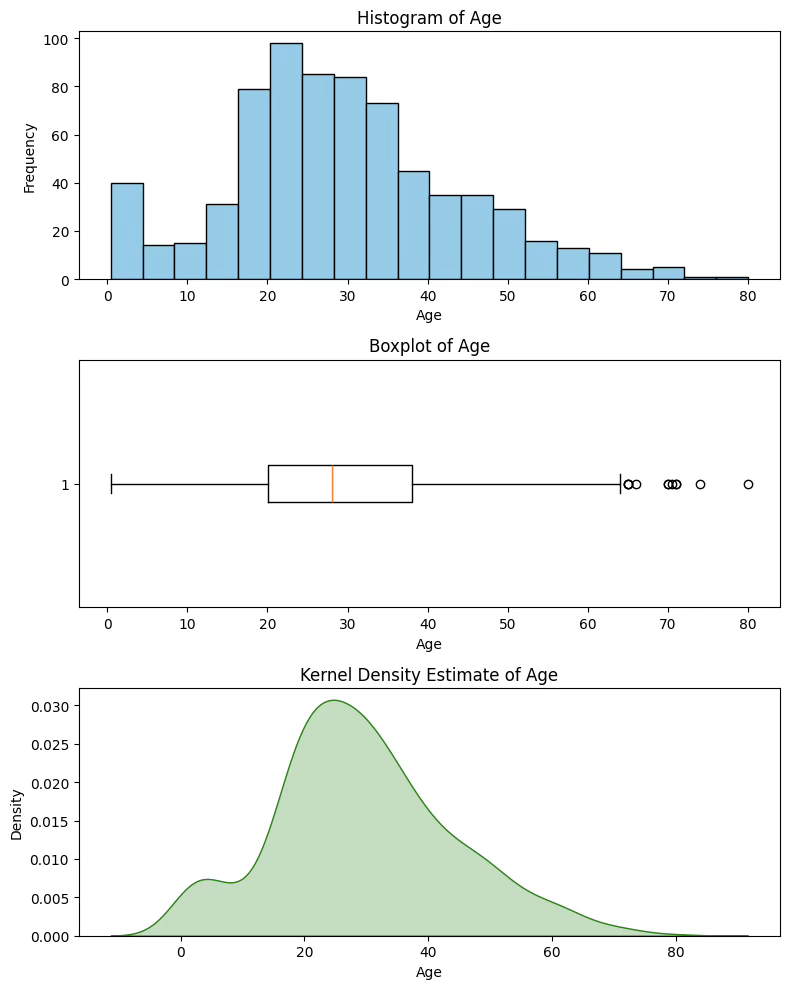 Histogram of Age
100
80
60
40
20
0
Frequency
0 10 20 30 40 50 60 70 80
Age
Boxplot of Age
1
0 10 20 30 40 50 60 70 80
Age
Kernel Density Estimate of Age
0.030
0.025
0.020
0.015
0.010
0.005
0.000
Density
0 20 40 60 80
Age